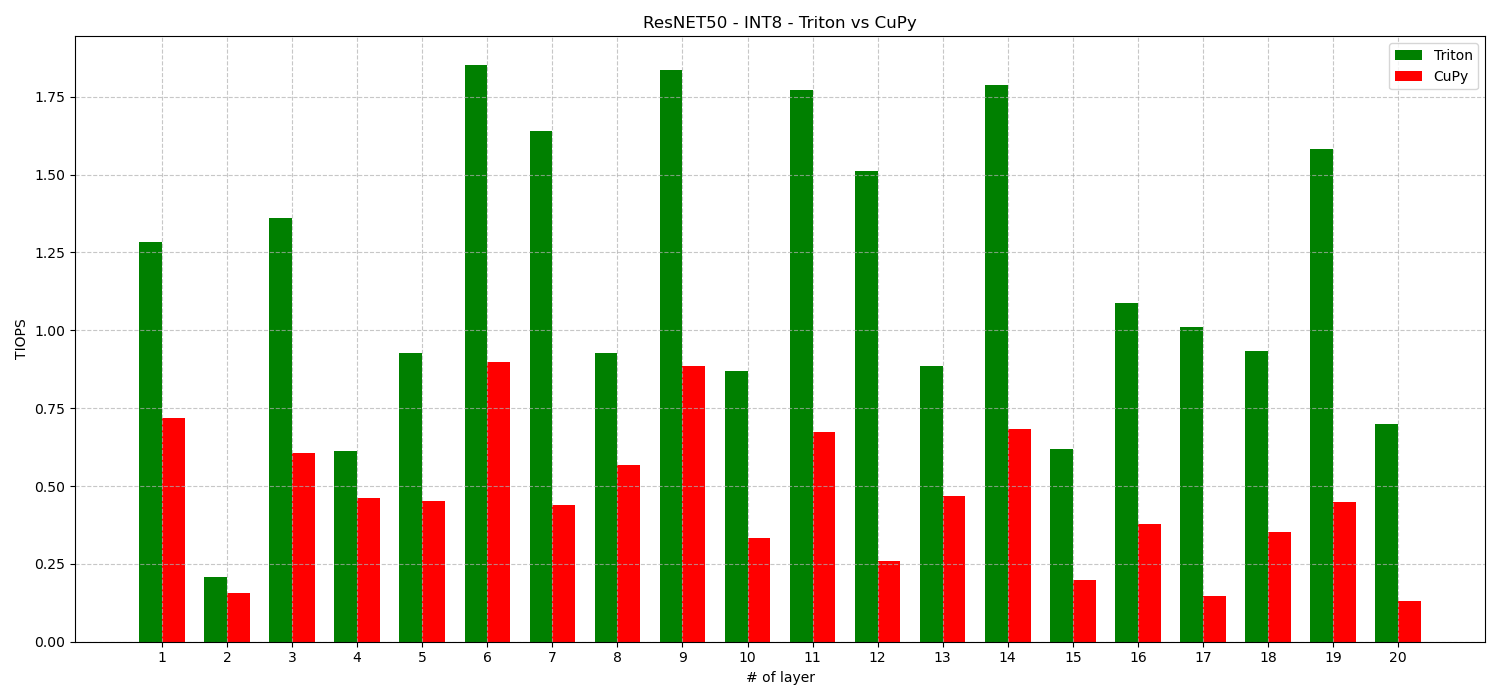 ResNET50 - INT8 - Triton vs CuPy
Triton
CuPy
TIOPS
1.75
1.50
1.25
1.00
0.75
0.50
0.25
0.00
1 2 3 4 5 6 7 8 9 10 11 12 13 14 15 16 17 18 19 20
# of layer